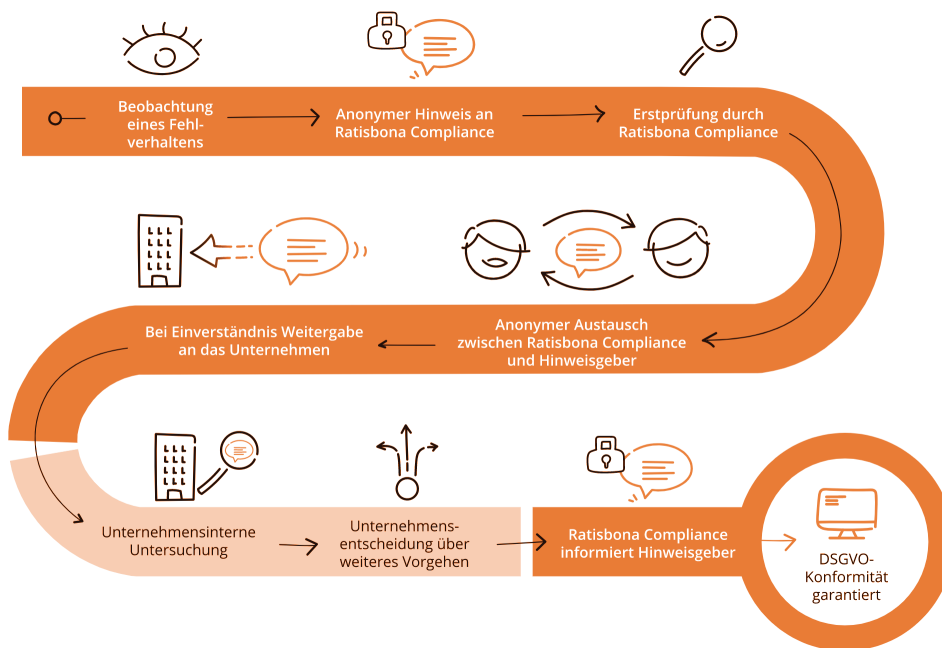 Beobachtung
eines Fehl-
verhaltens
Anonymer Hinweis an
Ratisbona Compliance
Erstprüfung durch
Ratisbona Compliance
Anonymer Austausch
zwischen Ratisbona Compliance
und Hinweisgeber
Bei Einverständnis Weitergabe
an das Unternehmen
Unternehmensinterne
Untersuchung
Unternehmens-
entscheidung über
weiteres Vorgehen
Ratisbona Compliance
informiert Hinweisgeber
DSGVO-
Konformität
garantiert